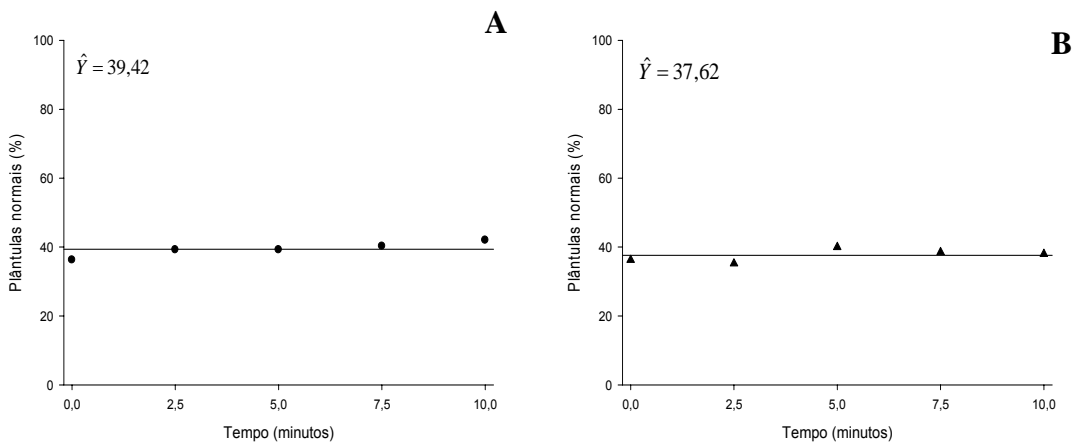 A
Ŷ = 39,42
100
80
60
40
20
0
Plântulas normais (%)
0,0 2,5 5,0 7,5 10,0
Tempo (minutos)
B
Ŷ = 37,62
100
80
60
40
20
0
Plântulas normais (%)
0,0 2,5 5,0 7,5 10,0
Tempo (minutos)